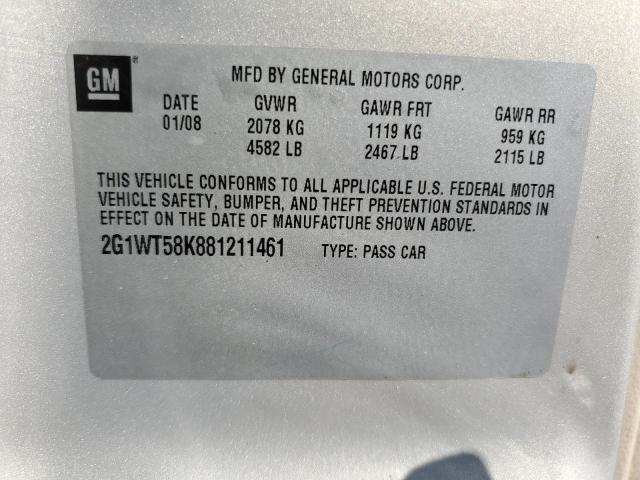 GM ®
MFD BY GENERAL MOTORS CORP.
DATE GVWR GAWR FRT GAWR RR
01/08 2078 KG 1119 KG 959 KG
4582 LB 2467 LB 2115 LB
THIS VEHICLE CONFORMS TO ALL APPLICABLE U.S. FEDERAL MOTOR
VEHICLE SAFETY, BUMPER, AND THEFT PREVENTION STANDARDS IN
EFFECT ON THE DATE OF MANUFACTURE SHOWN ABOVE.
2G1WT58K881211461 TYPE: PASS CAR